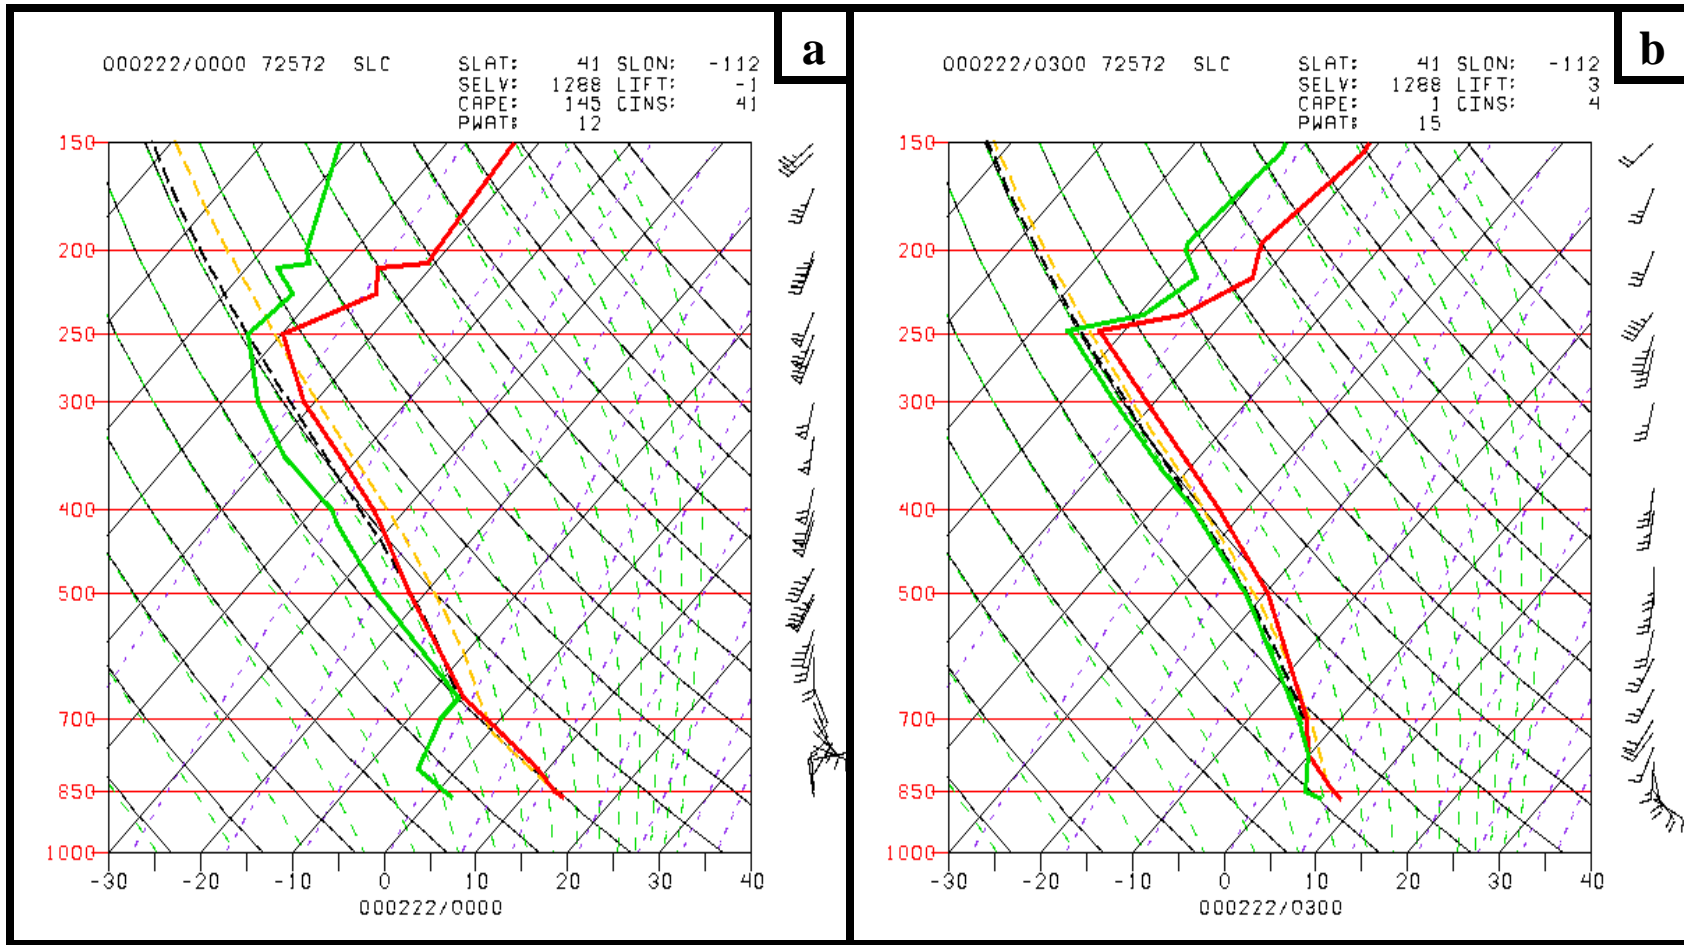 a
000222/0000 72572 SLC SLAT: 41 SLON: -112
SELV: 1288 LIFT: -1
CAPE: 145 CINS: 41
PWAT: 12
150
200
250
300
400
500
700
850
1000
-30 -20 -10 0 10 20 30 40
000222/0000
b
000222/0300 72572 SLC SLAT: 41 SLON: -112
SELV: 1288 LIFT: 3
CAPE: 1 CINS: 4
PWAT: 15
150
200
250
300
400
500
700
850
1000
-30 -20 -10 0 10 20 30 40
000222/0300